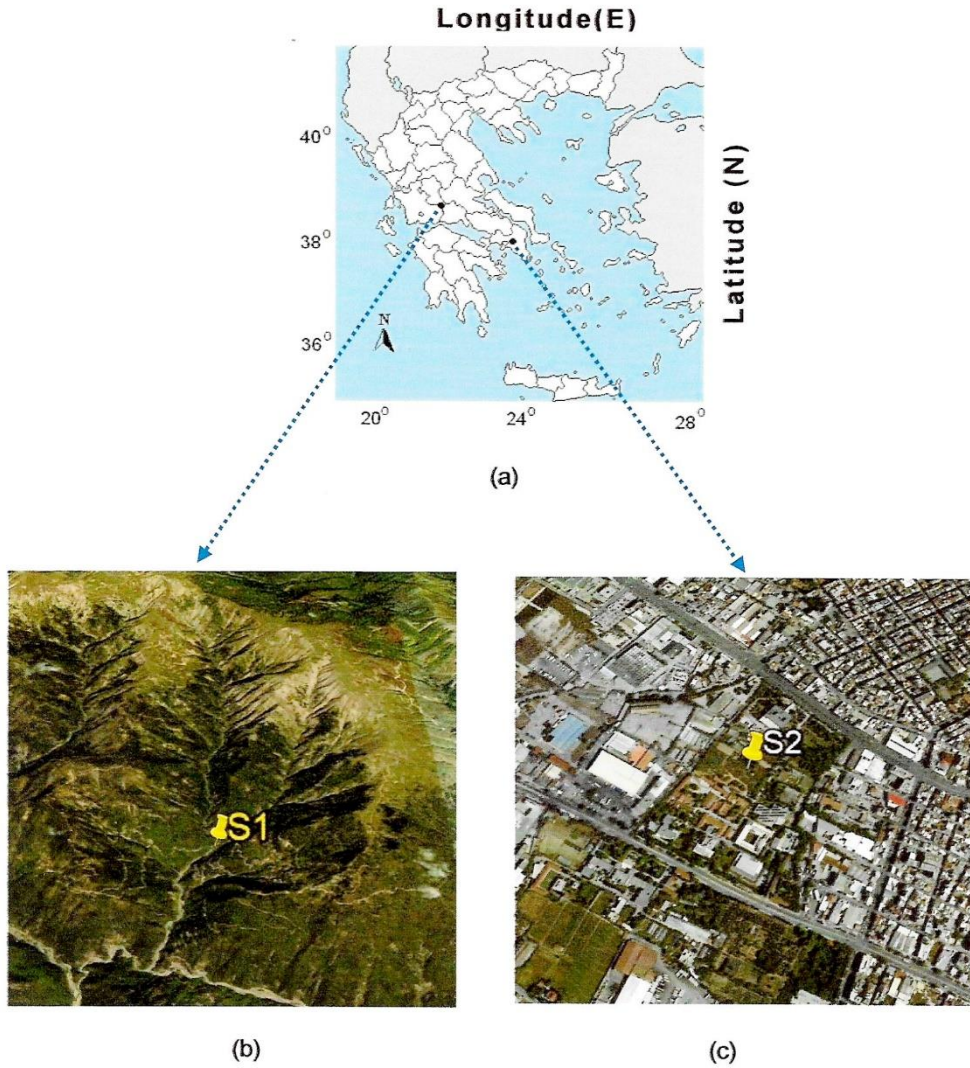 Longitude(E)
40°
38°
36°
Latitude (N)
N
20°
24°
28°
(a)
S1
S2
(b)
(c)